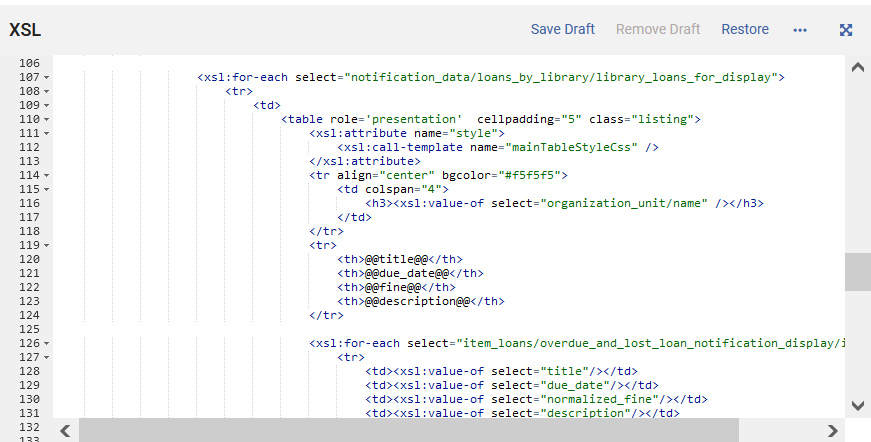 XSL Save Draft Remove Draft Restore ...
106
107 <xsl:for-each select="notification_data/loans_by_library/library_loans_for_display">
108 <tr>
109 <td>
110 <table role='presentation'  cellpadding="5" class="listing">
111 <xsl:attribute name="style">
112 <xsl:call-template name="mainTableStyleCss" />
113 </xsl:attribute>
114 <tr align="center" bgcolor="#f5f5f5">
115 <td colspan="4">
116 <h3><xsl:value-of select="organization_unit/name" /></h3>
117 </td>
118 </tr>
119 <tr>
120 <th>@@title@@</th>
121 <th>@@due_date@@</th>
122 <th>@@fine@@</th>
123 <th>@@description@@</th>
124 </tr>
125
126 <xsl:for-each select="item_loans/overdue_and_lost_loan_notification_display/i
127 <tr>
128 <td><xsl:value-of select="title"/></td>
129 <td><xsl:value-of select="due_date"/></td>
130 <td><xsl:value-of select="normalized_fine"/></td>
131 <td><xsl:value-of select="description"/></td>
132
133